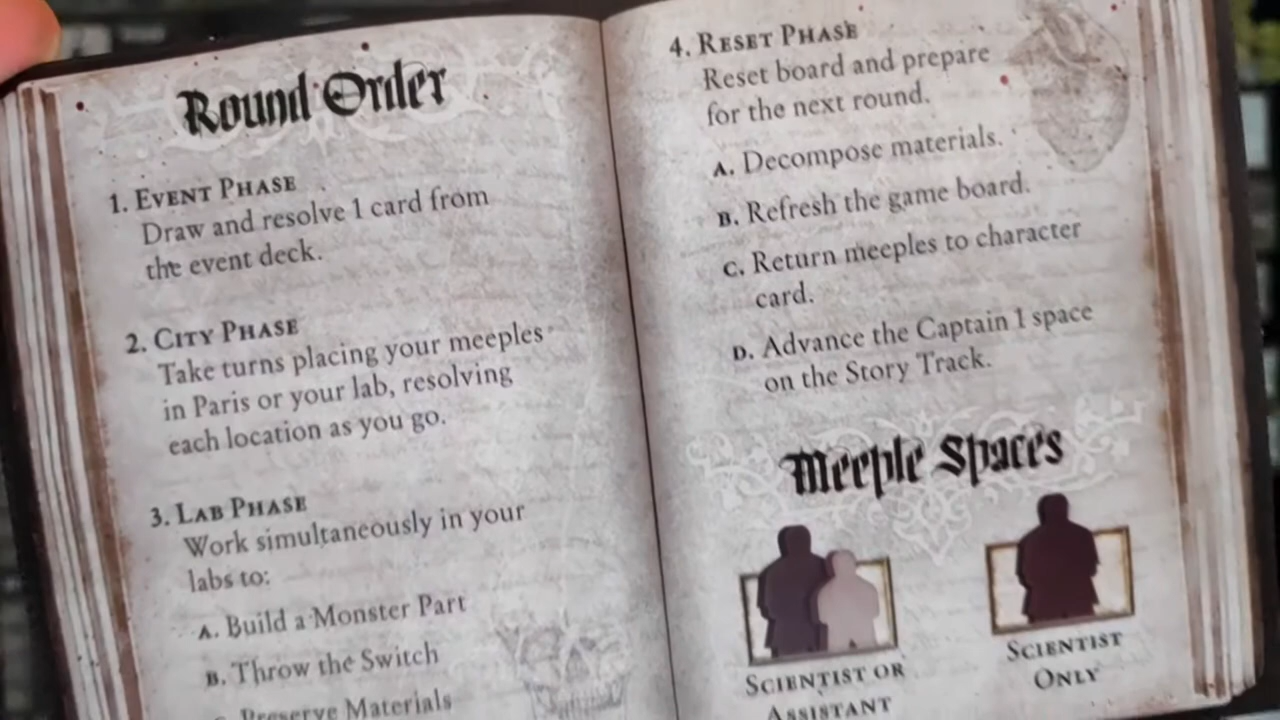 Round Order
1. Event Phase
Draw and resolve 1 card from
the event deck.
2. City Phase
Take turns placing your meeples
in Paris or your lab, resolving
each location as you go.
3. Lab Phase
Work simultaneously in your
labs to:
A. Build a Monster Part
B. Throw the Switch
C. Preserve Materials
4. Reset Phase
Reset board and prepare
for the next round.
A. Decompose materials.
B. Refresh the game board.
C. Return meeples to character
card.
D. Advance the Captain 1 space
on the Story Track.
Meeple Spaces
Scientist or
Assistant
Scientist
Only